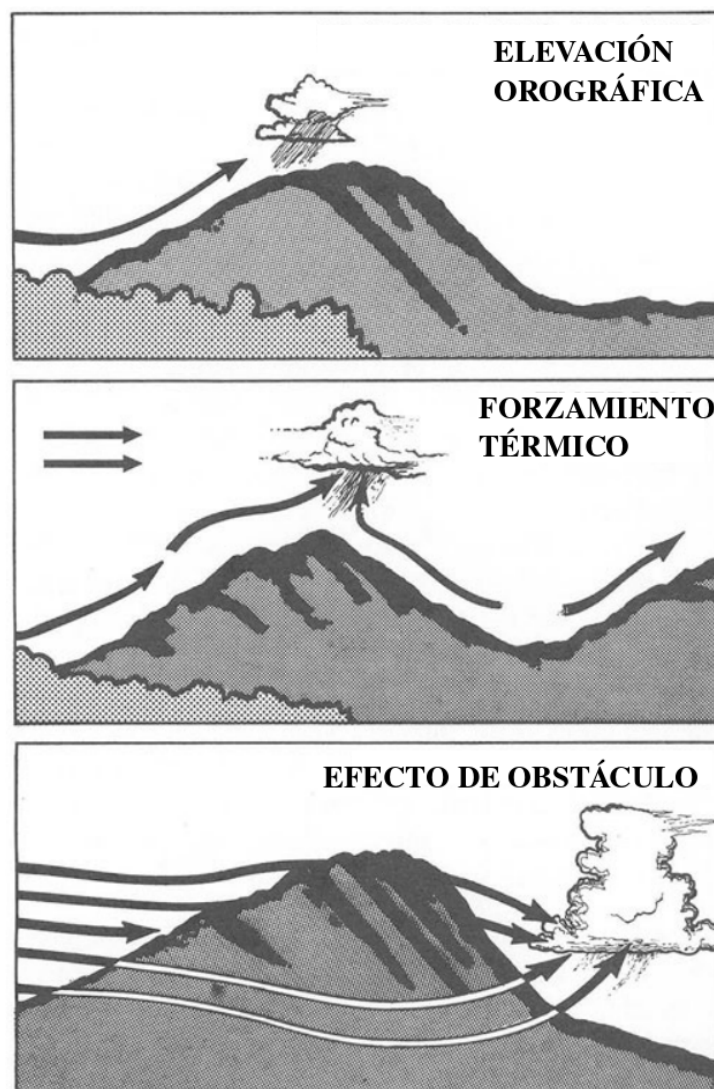 ELEVACIÓN
OROGRÁFICA
FORZAMIENTO
TÉRMICO
EFECTO DE OBSTÁCULO